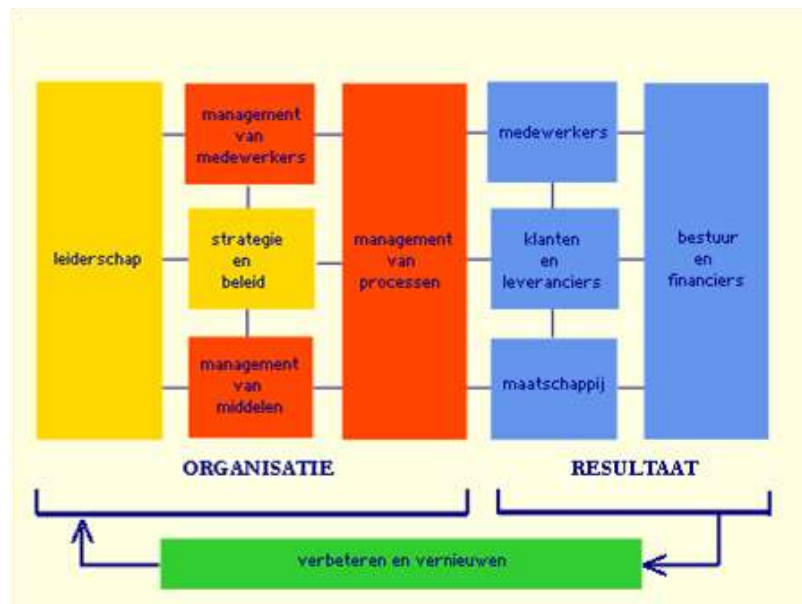 leiderschap
management
van
medewerkers
strategie
en
beleid
management
van
middelen
management
van
processen
medewerkers
klanten
en
leveranciers
maatschappij
bestuur
en
financiers
ORGANISATIE
RESULTAAT
verbeteren en vernieuwen